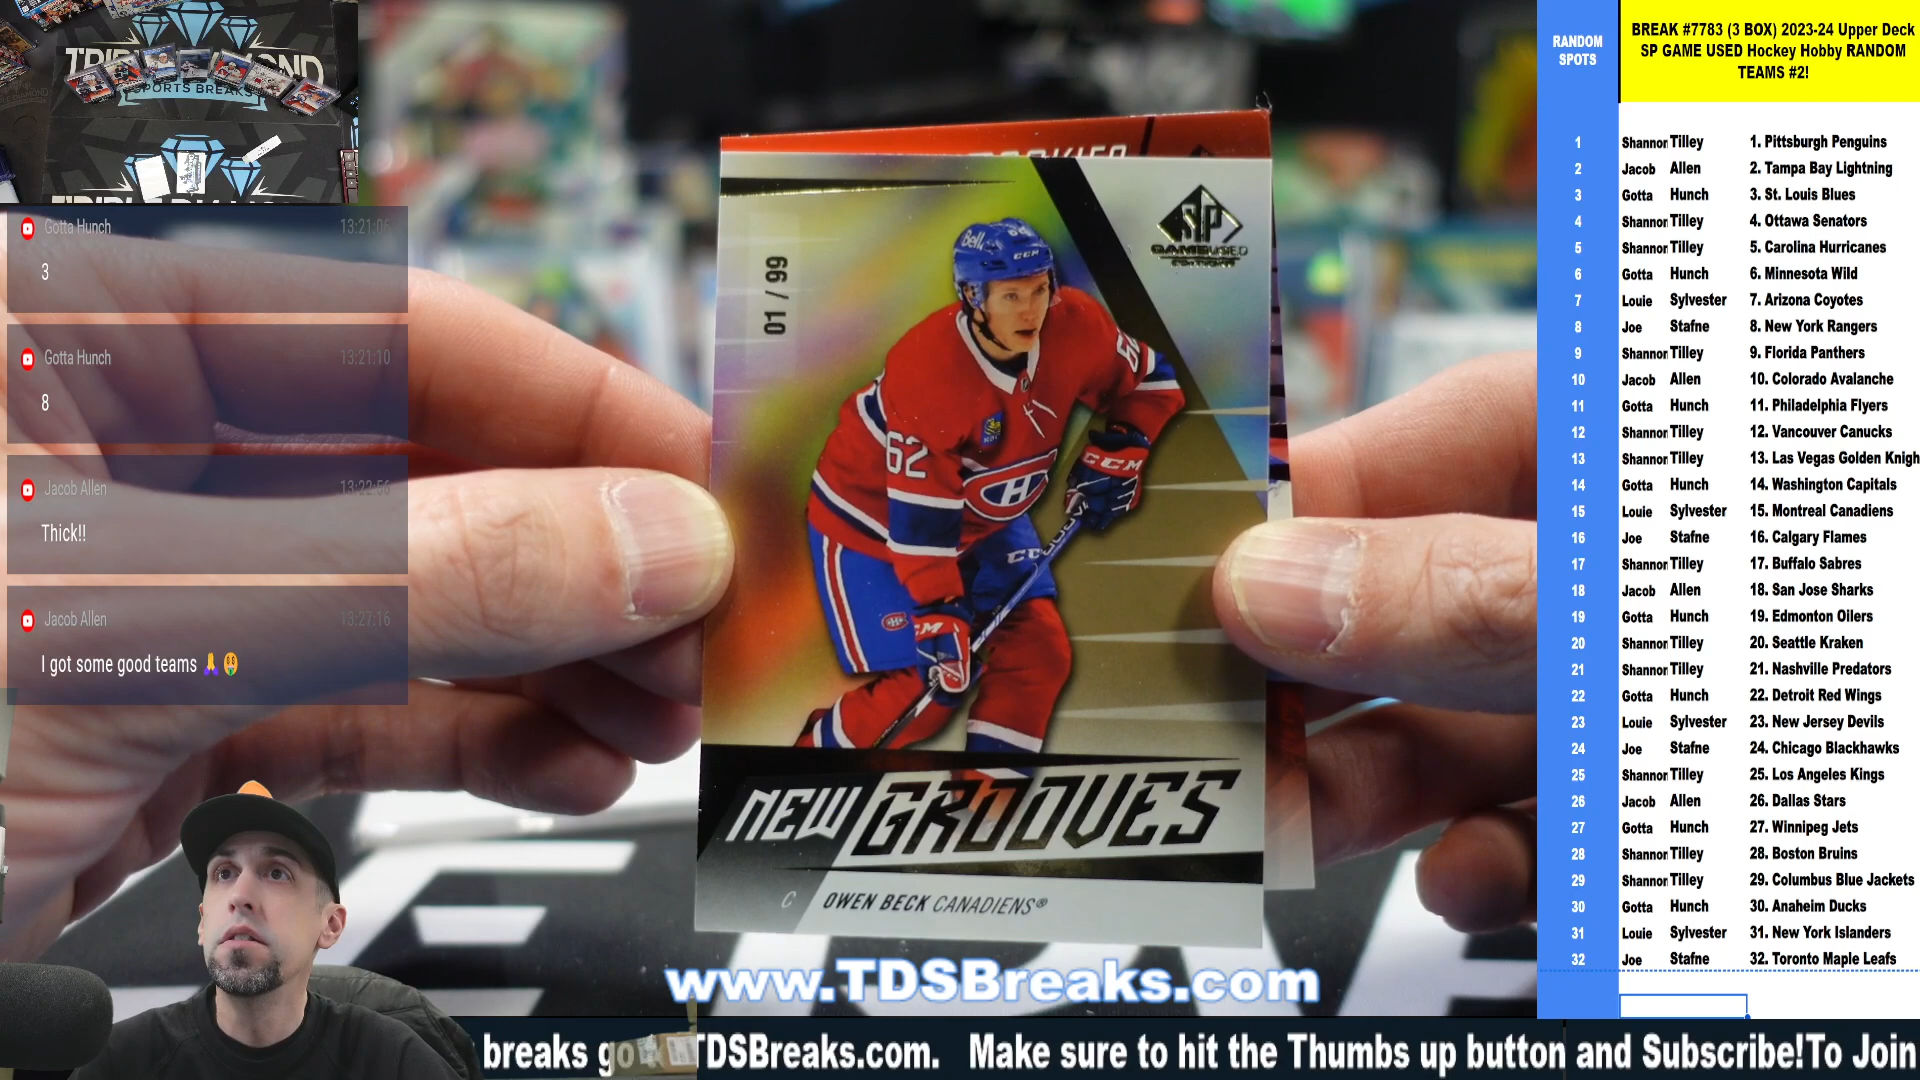 TRIPLE DIAMOND
SPORTS BREAKS
Gotta Hunch 13:21:06
3
Gotta Hunch 13:21:10
8
Jacob Allen 13:22:56
Thick!!
Jacob Allen 13:27:16
I got some good teams
01 / 99
SP
GAME USED
EDITION
Bell
CCM
62
62
CCM
CCM
H
NEW GROOVES
C OWEN BECK CANADIENS®
www.TDSBreaks.com
breaks go TDSBreaks.com. Make sure to hit the Thumbs up button and Subscribe!To Join
RANDOM
SPOTS
BREAK #7783 (3 BOX) 2023-24 Upper Deck
SP GAME USED Hockey Hobby RANDOM
TEAMS #2!
1 Shannon Tilley 1. Pittsburgh Penguins
2 Jacob Allen 2. Tampa Bay Lightning
3 Gotta Hunch 3. St. Louis Blues
4 Shannon Tilley 4. Ottawa Senators
5 Shannon Tilley 5. Carolina Hurricanes
6 Gotta Hunch 6. Minnesota Wild
7 Louie Sylvester 7. Arizona Coyotes
8 Joe Stafne 8. New York Rangers
9 Shannon Tilley 9. Florida Panthers
10 Jacob Allen 10. Colorado Avalanche
11 Gotta Hunch 11. Philadelphia Flyers
12 Shannon Tilley 12. Vancouver Canucks
13 Shannon Tilley 13. Las Vegas Golden Knigh
14 Gotta Hunch 14. Washington Capitals
15 Louie Sylvester 15. Montreal Canadiens
16 Joe Stafne 16. Calgary Flames
17 Shannon Tilley 17. Buffalo Sabres
18 Jacob Allen 18. San Jose Sharks
19 Gotta Hunch 19. Edmonton Oilers
20 Shannon Tilley 20. Seattle Kraken
21 Shannon Tilley 21. Nashville Predators
22 Gotta Hunch 22. Detroit Red Wings
23 Louie Sylvester 23. New Jersey Devils
24 Joe Stafne 24. Chicago Blackhawks
25 Shannon Tilley 25. Los Angeles Kings
26 Jacob Allen 26. Dallas Stars
27 Gotta Hunch 27. Winnipeg Jets
28 Shannon Tilley 28. Boston Bruins
29 Shannon Tilley 29. Columbus Blue Jackets
30 Gotta Hunch 30. Anaheim Ducks
31 Louie Sylvester 31. New York Islanders
32 Joe Stafne 32. Toronto Maple Leafs